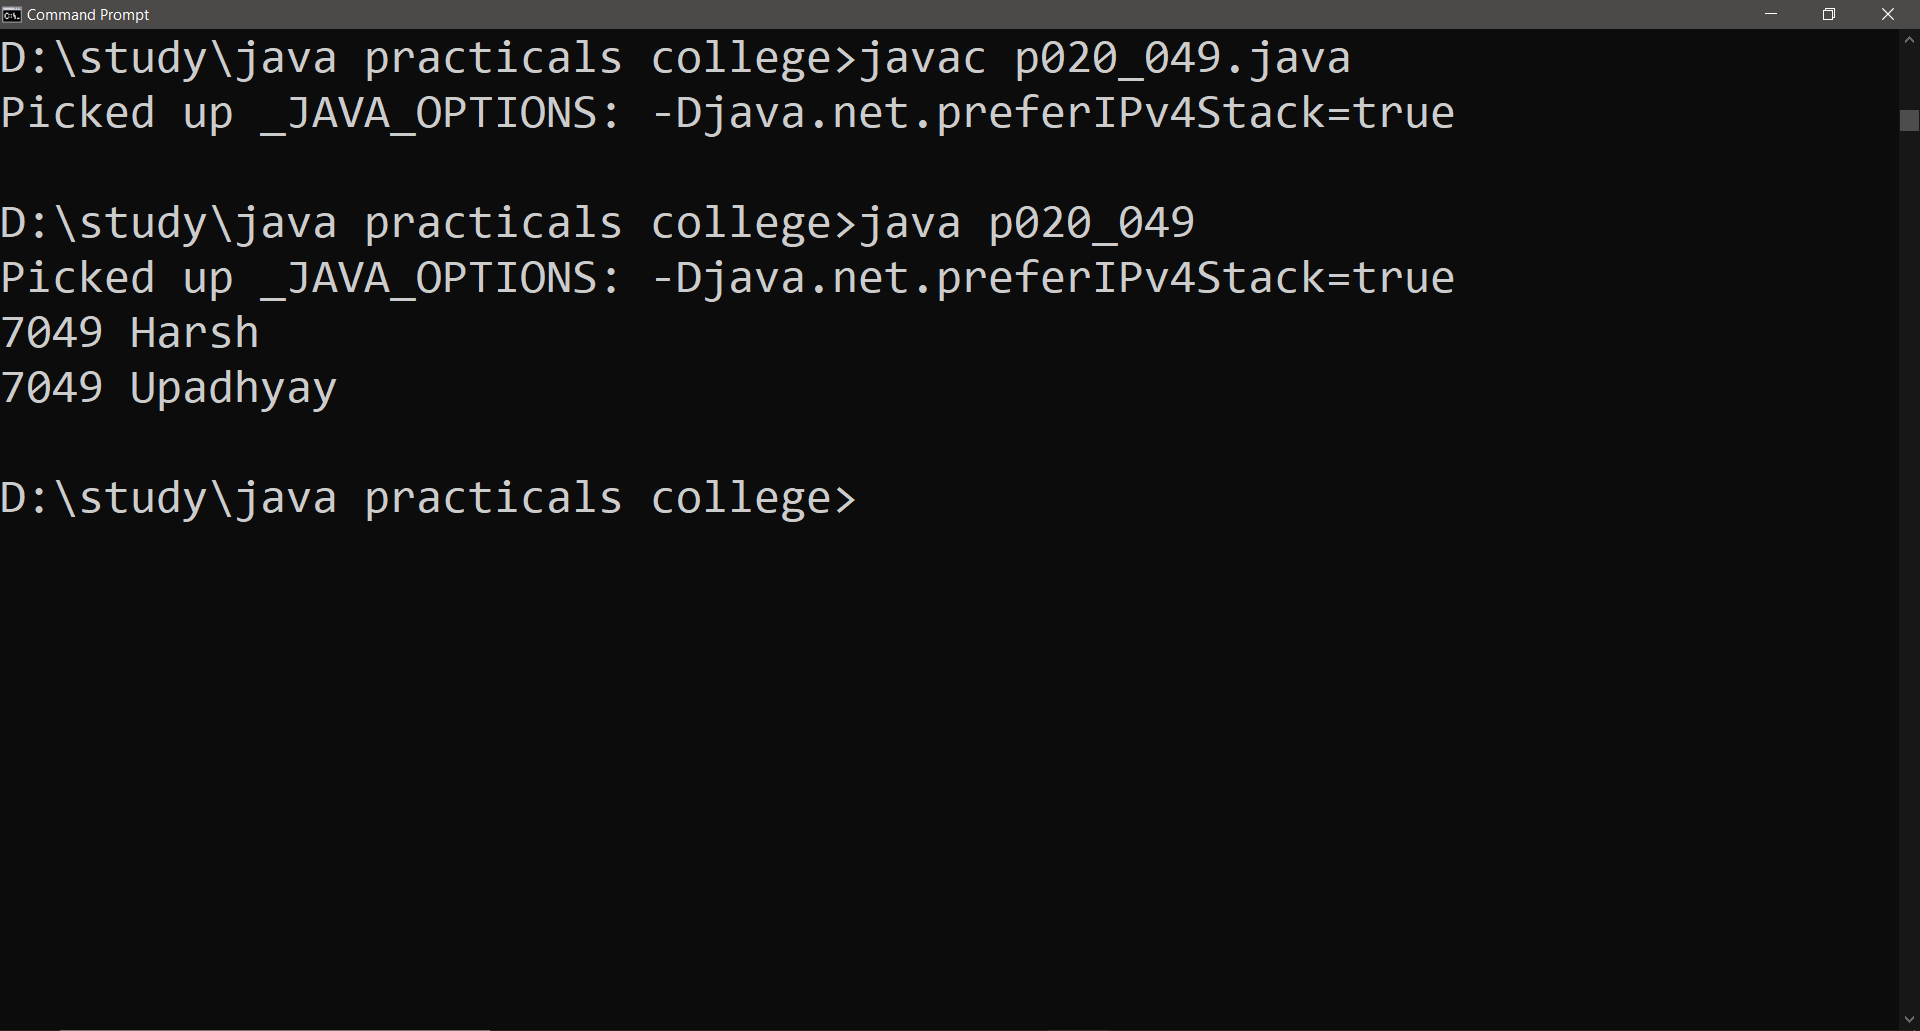 Command Prompt
D:\study\java practicals college>javac p020_049.java
Picked up _JAVA_OPTIONS: -Djava.net.preferIPv4Stack=true
D:\study\java practicals college>java p020_049
Picked up _JAVA_OPTIONS: -Djava.net.preferIPv4Stack=true
7049 Harsh
7049 Upadhyay
D:\study\java practicals college>